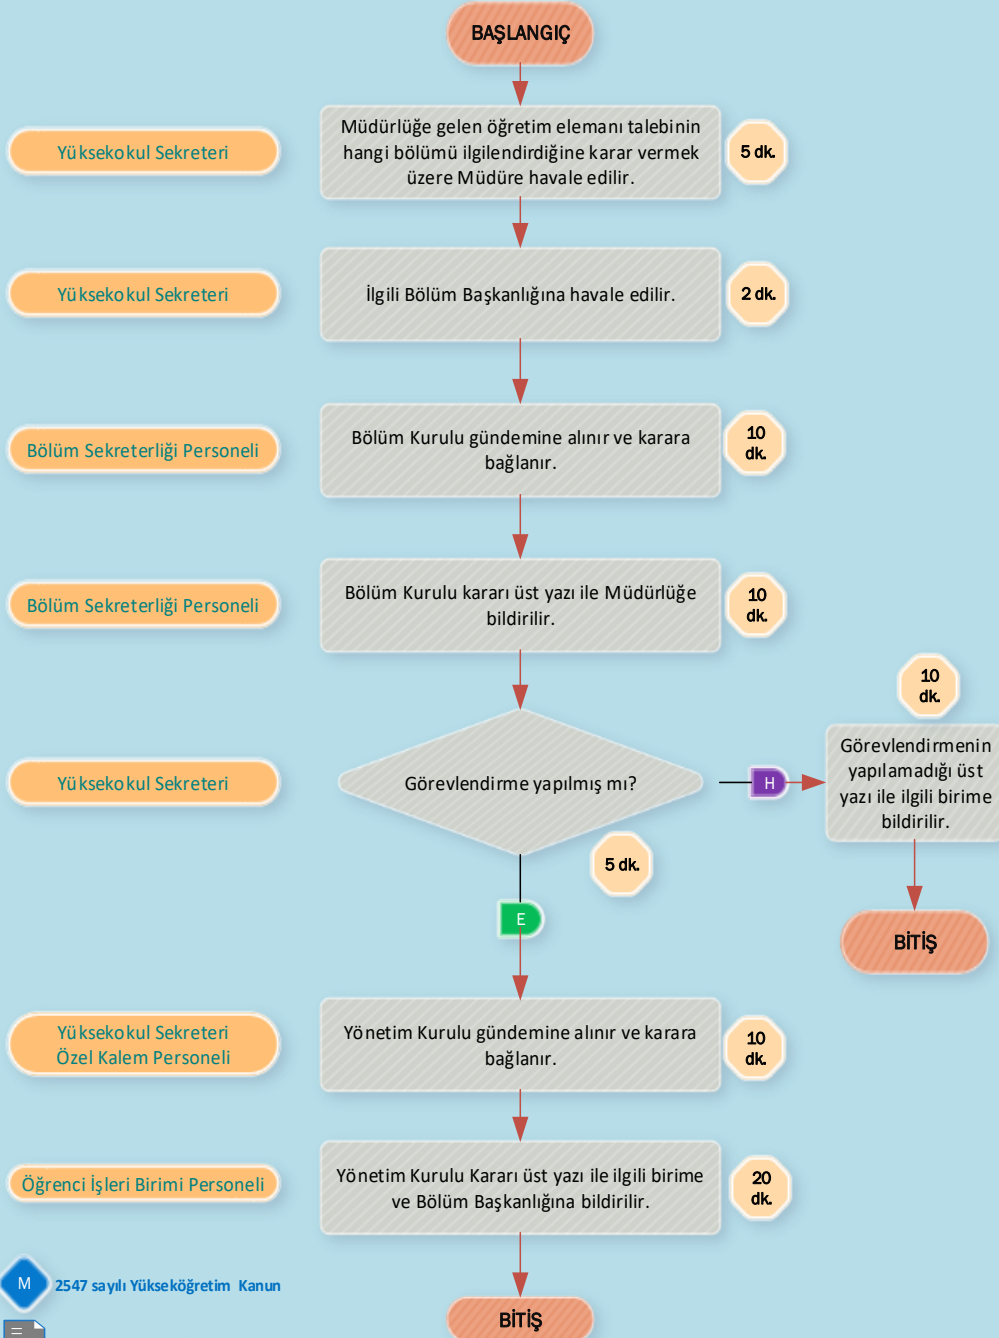 BAŞLANGIÇ
Yüksekokul Sekreteri
Müdürlüğe gelen öğretim elemanı talebinin
hangi bölümü ilgilendirdiğine karar vermek
üzere Müdüre havale edilir.
5 dk.
Yüksekokul Sekreteri
İlgili Bölüm Başkanlığına havale edilir.
2 dk.
Bölüm Sekreterliği Personeli
Bölüm Kurulu gündemine alınır ve karara
bağlanır.
10
dk.
Bölüm Sekreterliği Personeli
Bölüm Kurulu kararı üst yazı ile Müdürlüğe
bildirilir.
10
dk.
Yüksekokul Sekreteri
Görevlendirme yapılmış mı?
5 dk.
H
10
dk.
Görevlendirmenin
yapılamadığı üst
yazı ile ilgili birime
bildirilir.
BİTİŞ
E
Yüksekokul Sekreteri
Özel Kalem Personeli
Yönetim Kurulu gündemine alınır ve karara
bağlanır.
10
dk.
Öğrenci İşleri Birimi Personeli
Yönetim Kurulu Kararı üst yazı ile ilgili birime
ve Bölüm Başkanlığına bildirilir.
20
dk.
M
2547 sayılı Yükseköğretim Kanun
BİTİŞ